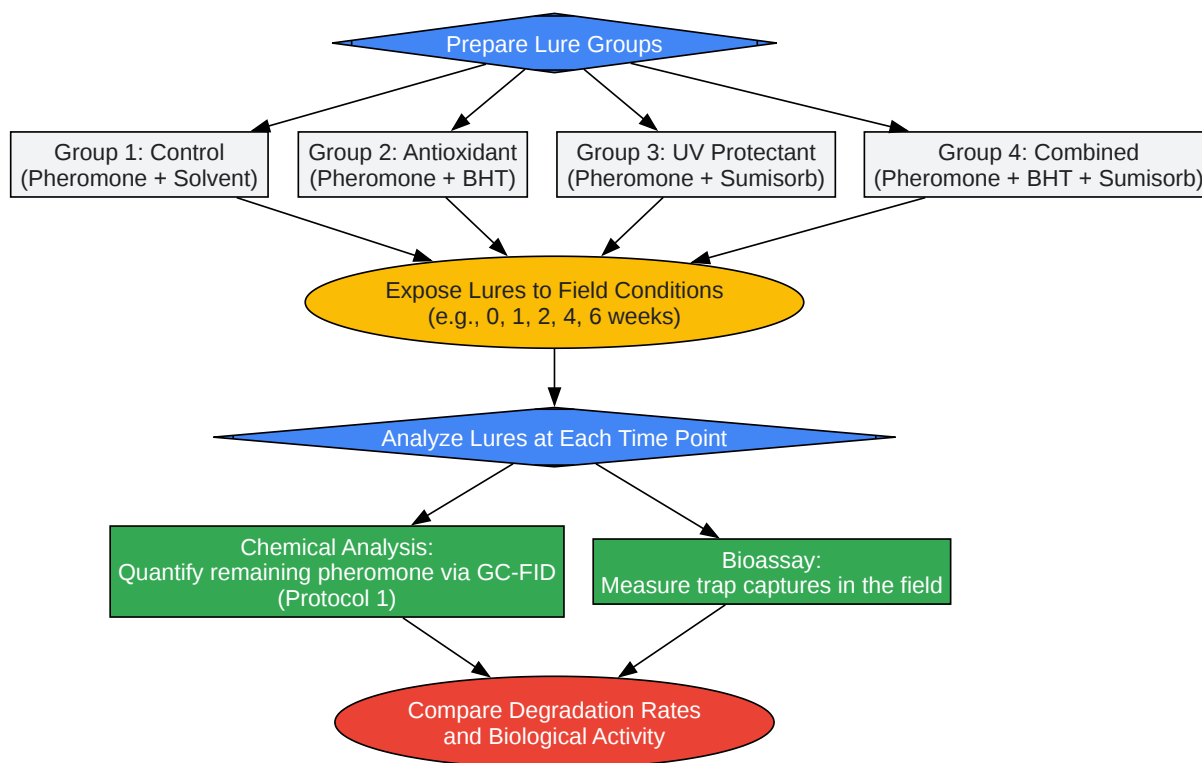 Prepare Lure Groups
Group 1: Control
(Pheromone + Solvent)
Group 2: Antioxidant
(Pheromone + BHT)
Group 3: UV Protectant
(Pheromone + Sumisorb)
Group 4: Combined
(Pheromone + BHT + Sumisorb)
Expose Lures to Field Conditions
(e.g., 0, 1, 2, 4, 6 weeks)
Analyze Lures at Each Time Point
Chemical Analysis:
Quantify remaining pheromone via GC-FID
(Protocol 1)
Bioassay:
Measure trap captures in the field
Compare Degradation Rates
and Biological Activity